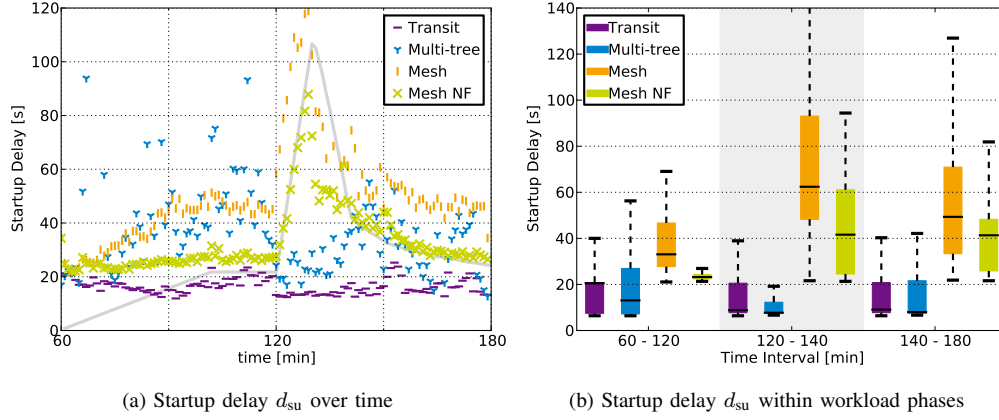 Startup Delay [s]
120
100
80
60
40
20
0
60
90
120
150
180
time [min]
Transit
Multi-tree
Mesh
Mesh NF
(a) Startup delay dsu over time
Startup Delay [s]
140
120
100
80
60
40
20
0
60 - 120
120 - 140
140 - 180
Time Interval [min]
Transit
Multi-tree
Mesh
Mesh NF
(b) Startup delay dsu within workload phases